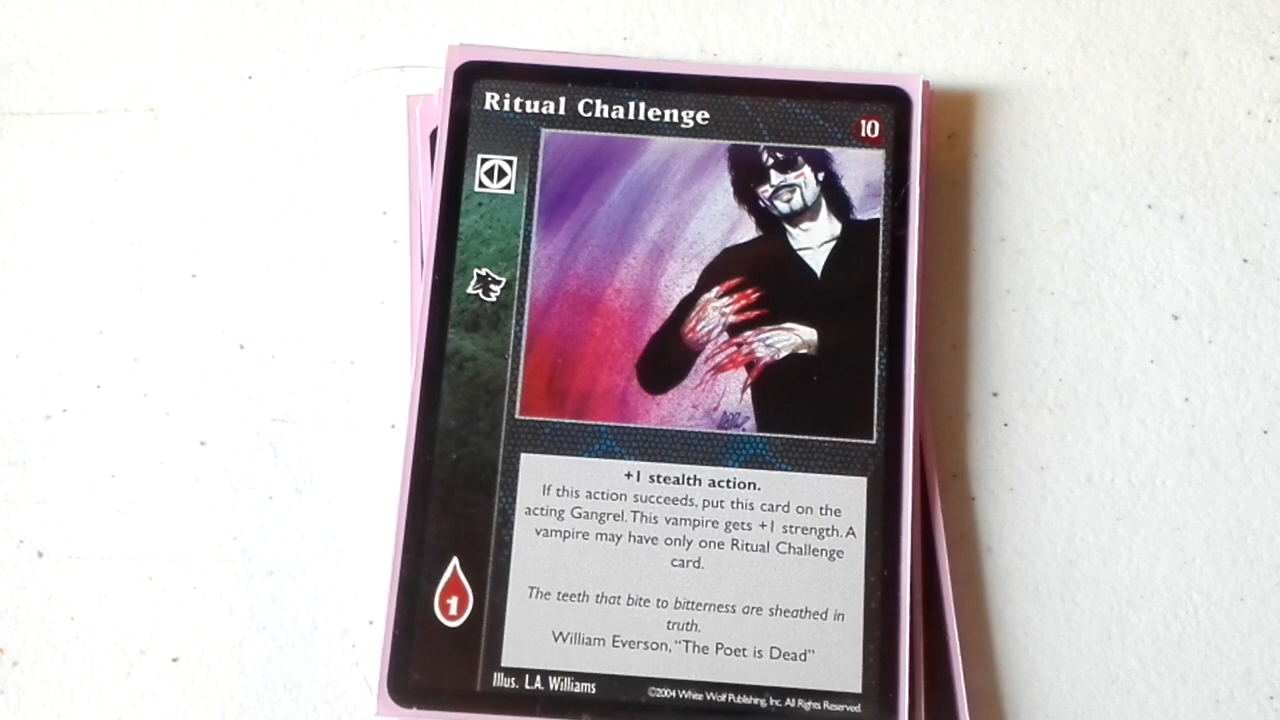 Ritual Challenge
10
+1 stealth action.
If this action succeeds, put this card on the
acting Gangrel. This vampire gets +1 strength. A
vampire may have only one Ritual Challenge
card.
The teeth that bite to bitterness are sheathed in
truth.
William Everson, "The Poet is Dead"
1
Illus. L.A. Williams
©2004 White Wolf Publishing, Inc. All Rights Reserved.